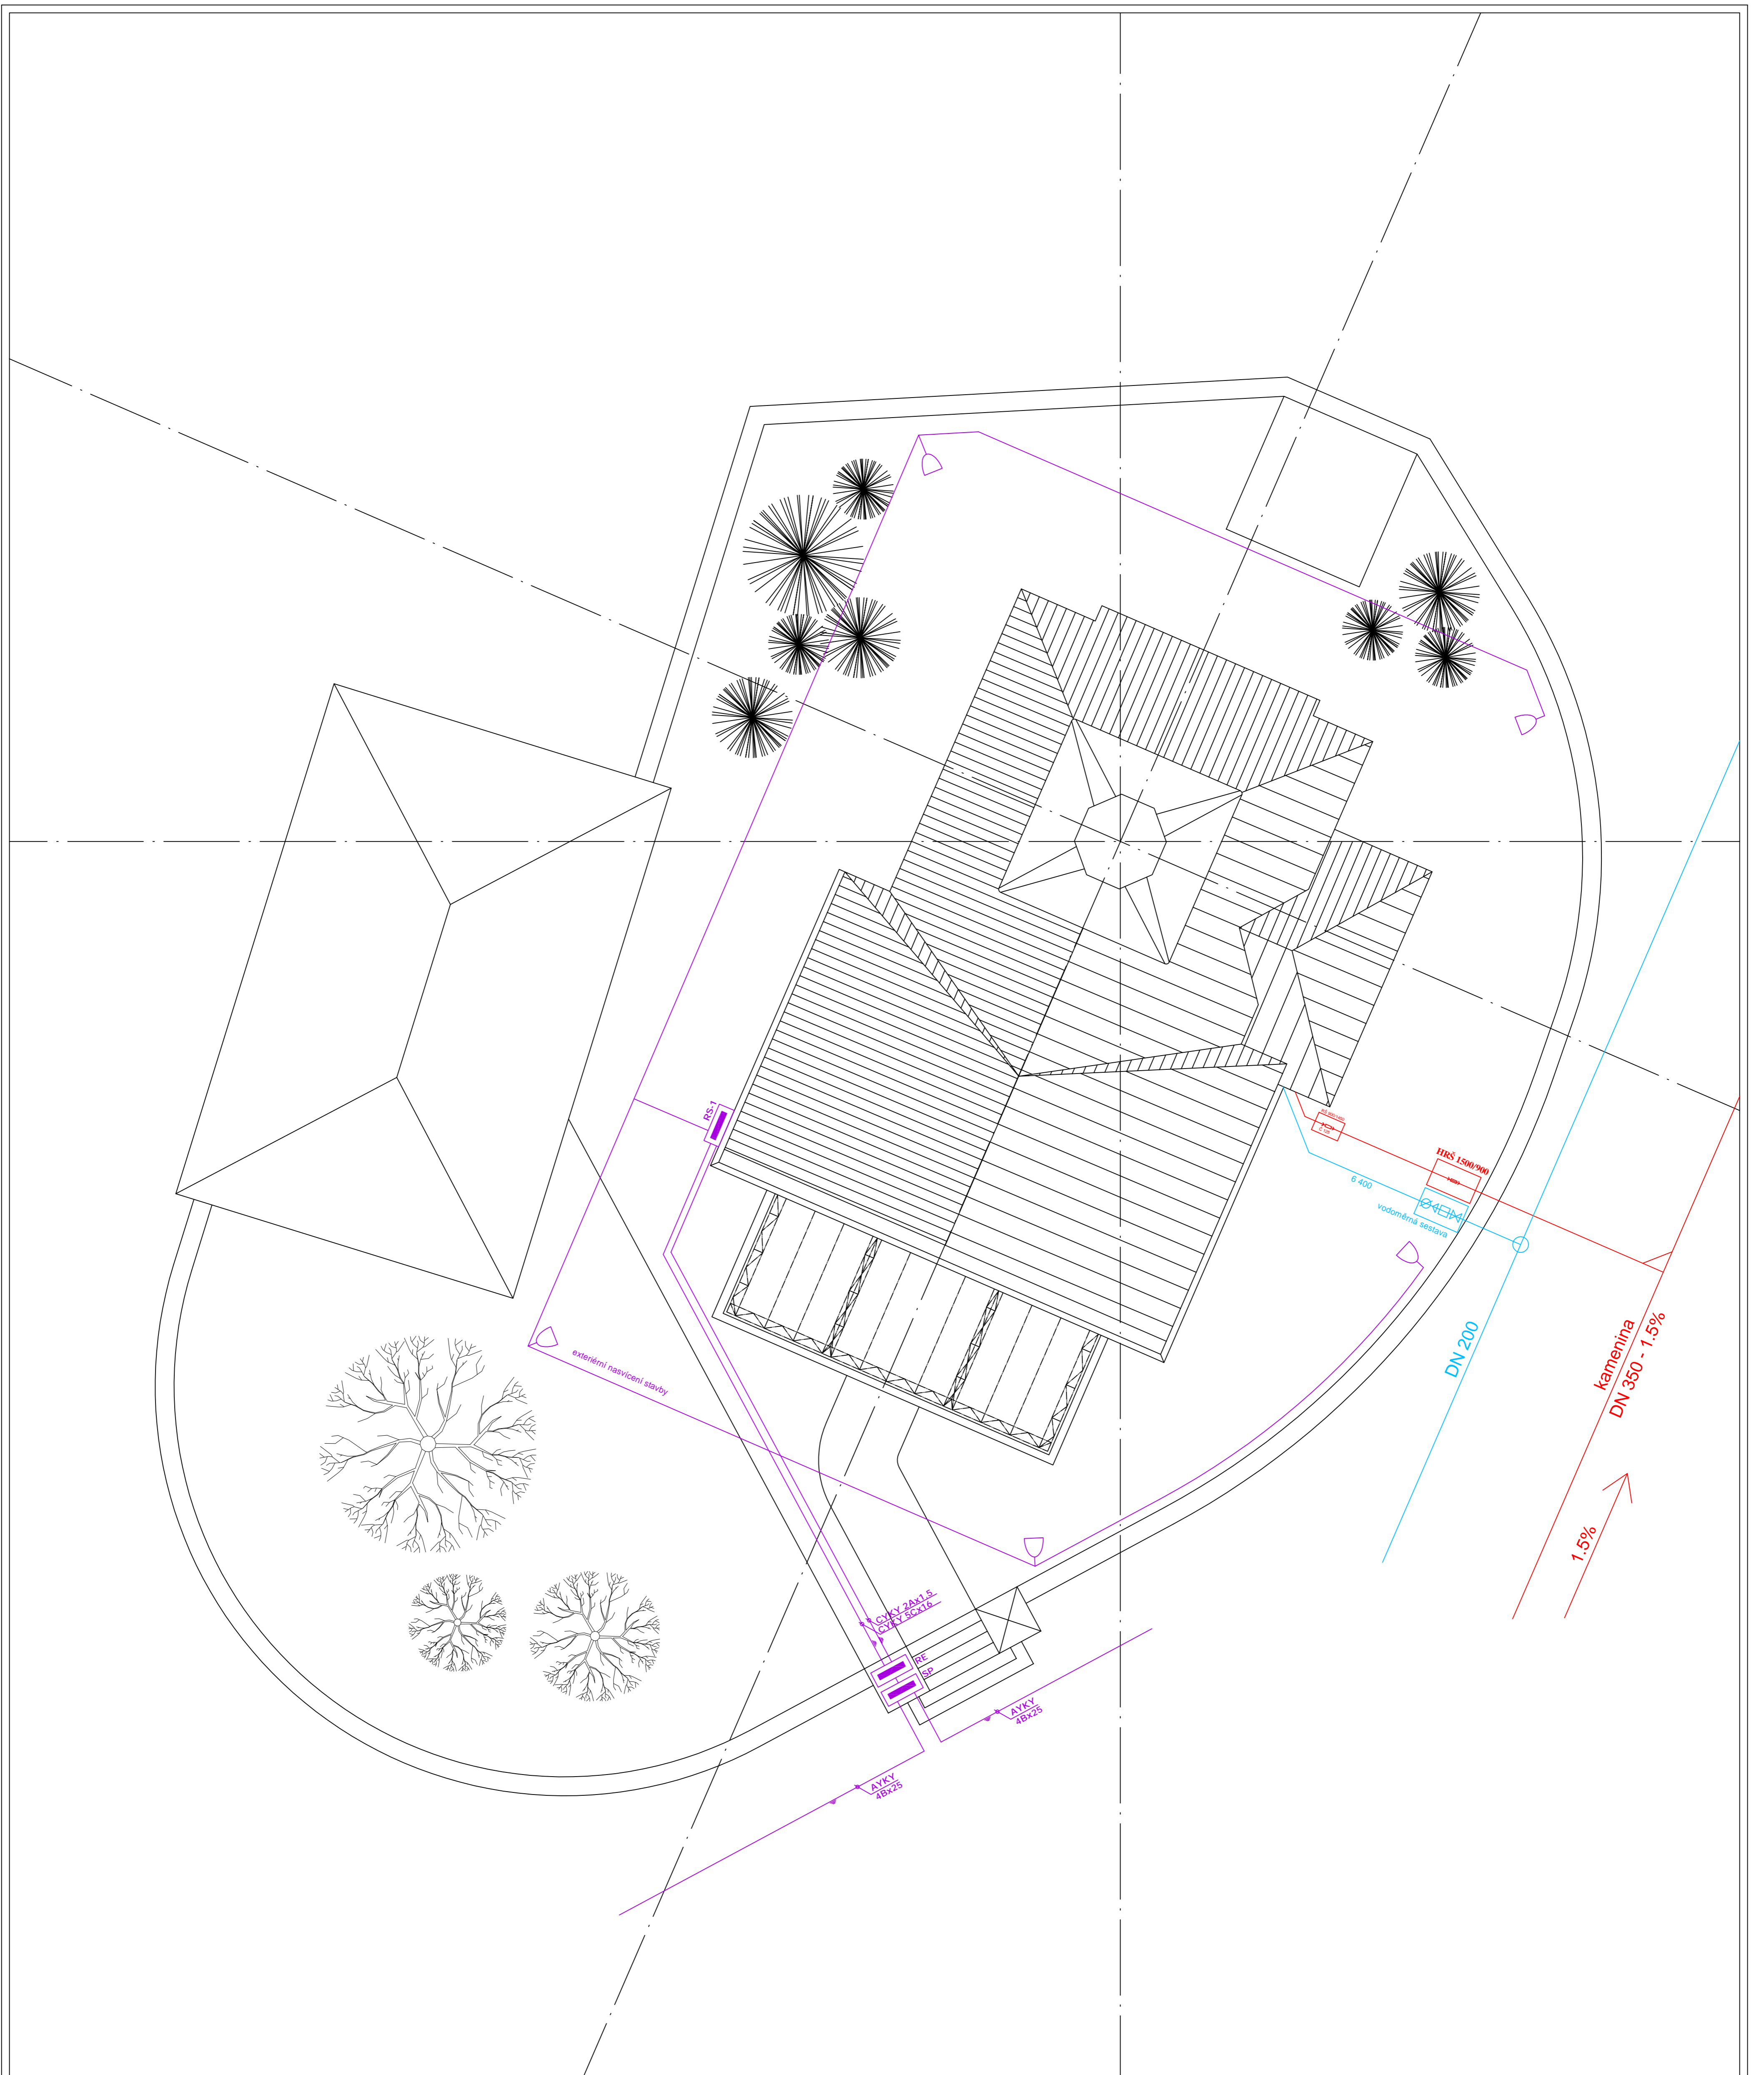 RS-1
HRŠ 1500/900
6 400
vodoměrná sestava
exteriérní nasvícení stavby
DN 200
kamenina
DN 350 - 1.5%
1.5%
CYKY 2Ax1,5
CYKY 5Cx16
RE
SP
AYKY
4Bx25
AYKY
4Bx25